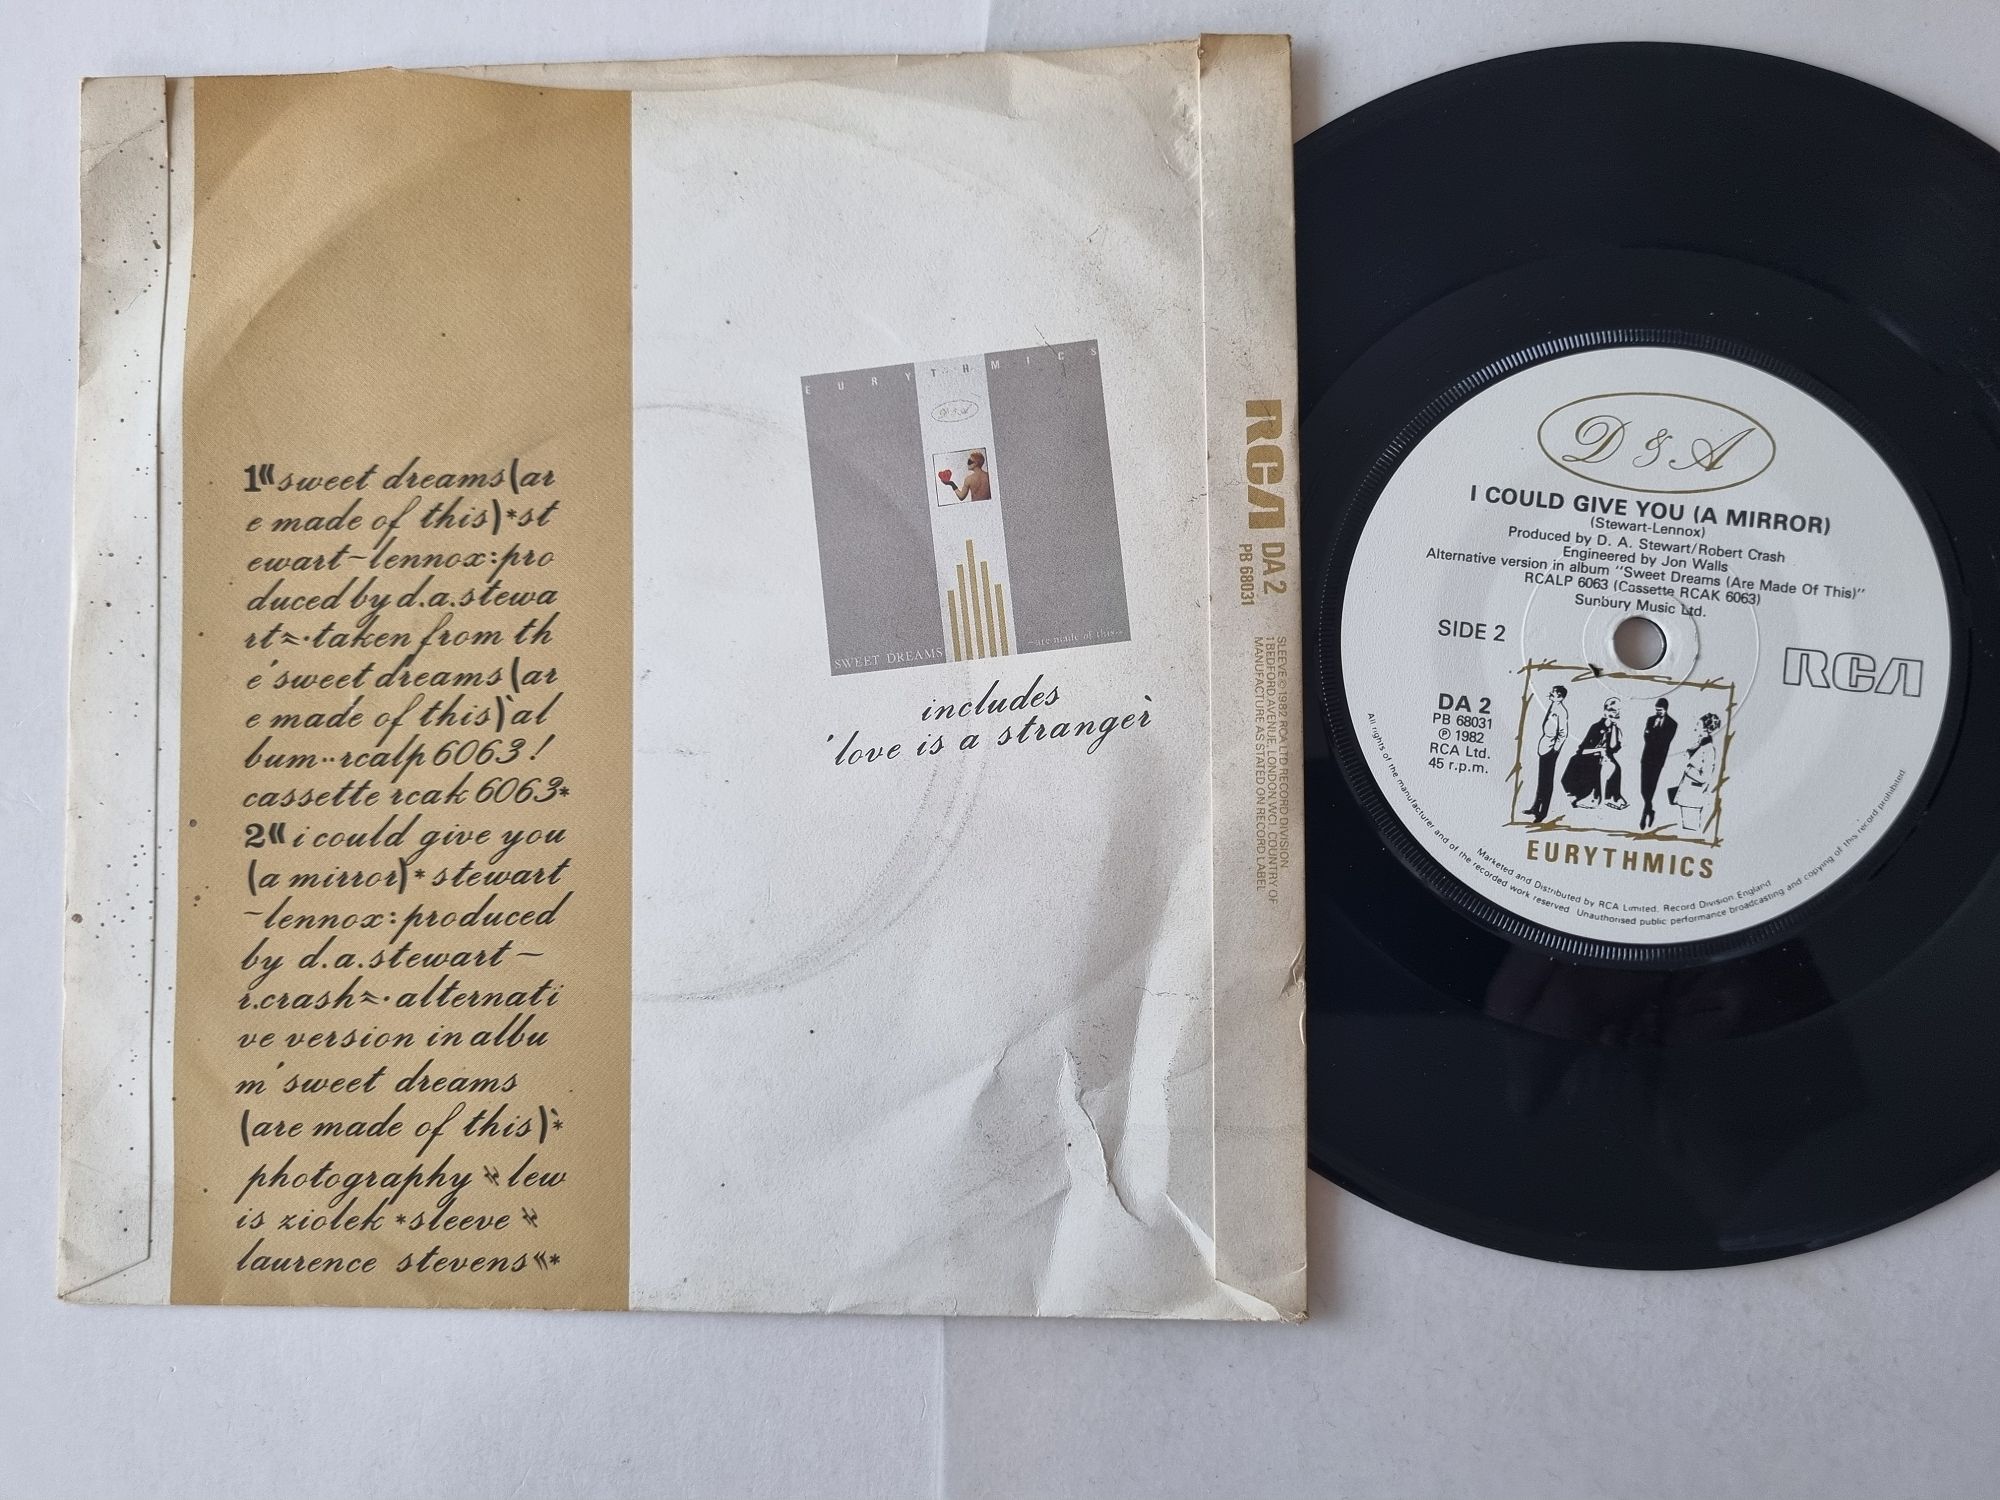 1“sweet dreams(ar
e made of this)*st
ewart-lennox:pro
duced by d.a.stewa
rt=·taken from th
e'sweet dreams(ar
e made of this)'al
bum··rcalp 6063!
cassette rcak 6063*
2“i could give you
(a mirror)*stewart
-lennox:produced
by d.a.stewart-
r.crash=·alternati
ve version in albu
m'sweet dreams
(are made of this)'*
photography “lew
is ziolek *sleeve “
laurence stevens“*
EURYTHMICS
D & A
SWEET DREAMS
-are made of this-
includes
'love is a stranger'
RCA DA 2
PB 68031
SLEEVE © 1982 RCA LTD RECORD DIVISION
1 BEDFORD AVENUE, LONDON WC1. COUNTRY OF
MANUFACTURE AS STATED ON RECORD LABEL
D & A
I COULD GIVE YOU (A MIRROR)
(Stewart-Lennox)
Produced by D. A. Stewart/Robert Crash
Engineered by Jon Walls
Alternative version in album "Sweet Dreams (Are Made Of This)"
RCALP 6063 (Cassette RCAK 6063)
Sunbury Music Ltd.
SIDE 2
RCA
DA 2
PB 68031
℗ 1982
RCA Ltd.
45 r.p.m.
EURYTHMICS
Marketed and Distributed by RCA Limited, Record Division, England
All rights of the manufacturer and of the recorded work reserved Unauthorised public performance broadcasting and copying of this record prohibited